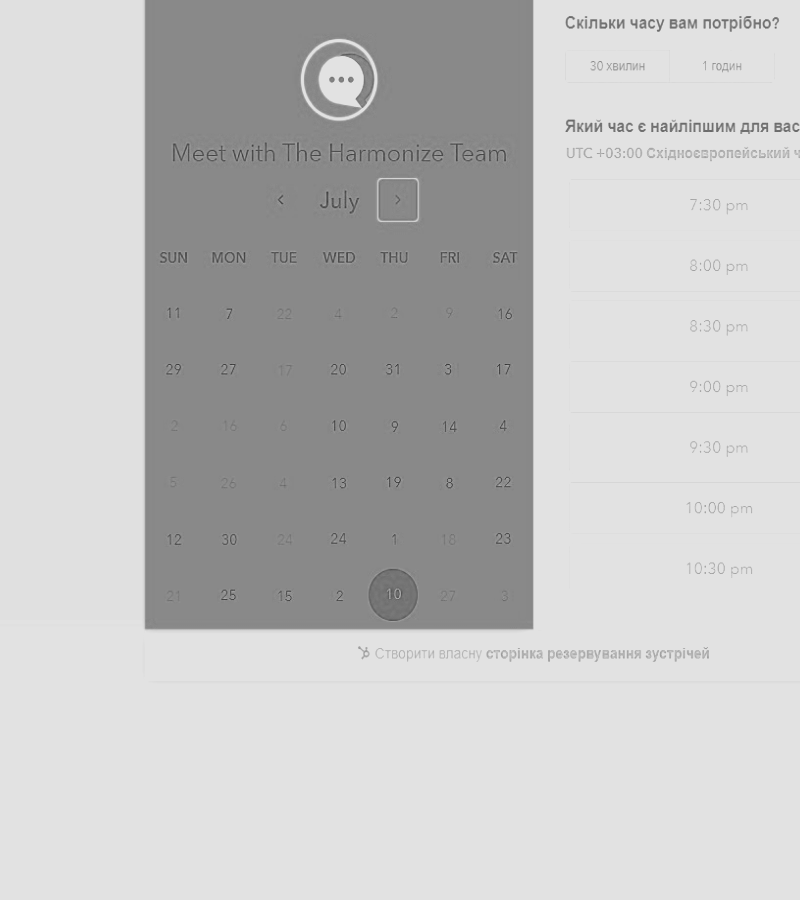 Скільки часу вам потрібно?
30 хвилин 1 годин
Meet with The Harmonize Team
July
SUN MON TUE WED THU FRI SAT
11 7 22 4 2 9 16
29 27 17 20 31 3 17
2 16 6 10 9 14 4
5 26 4 13 19 8 22
12 30 24 24 1 18 23
21 25 15 2 10 27 3
Який час є найліпшим для вас
UTC +03:00 Східноєвропейський ч
7:30 pm
8:00 pm
8:30 pm
9:00 pm
9:30 pm
10:00 pm
10:30 pm
Створити власну сторінка резервування зустрічей